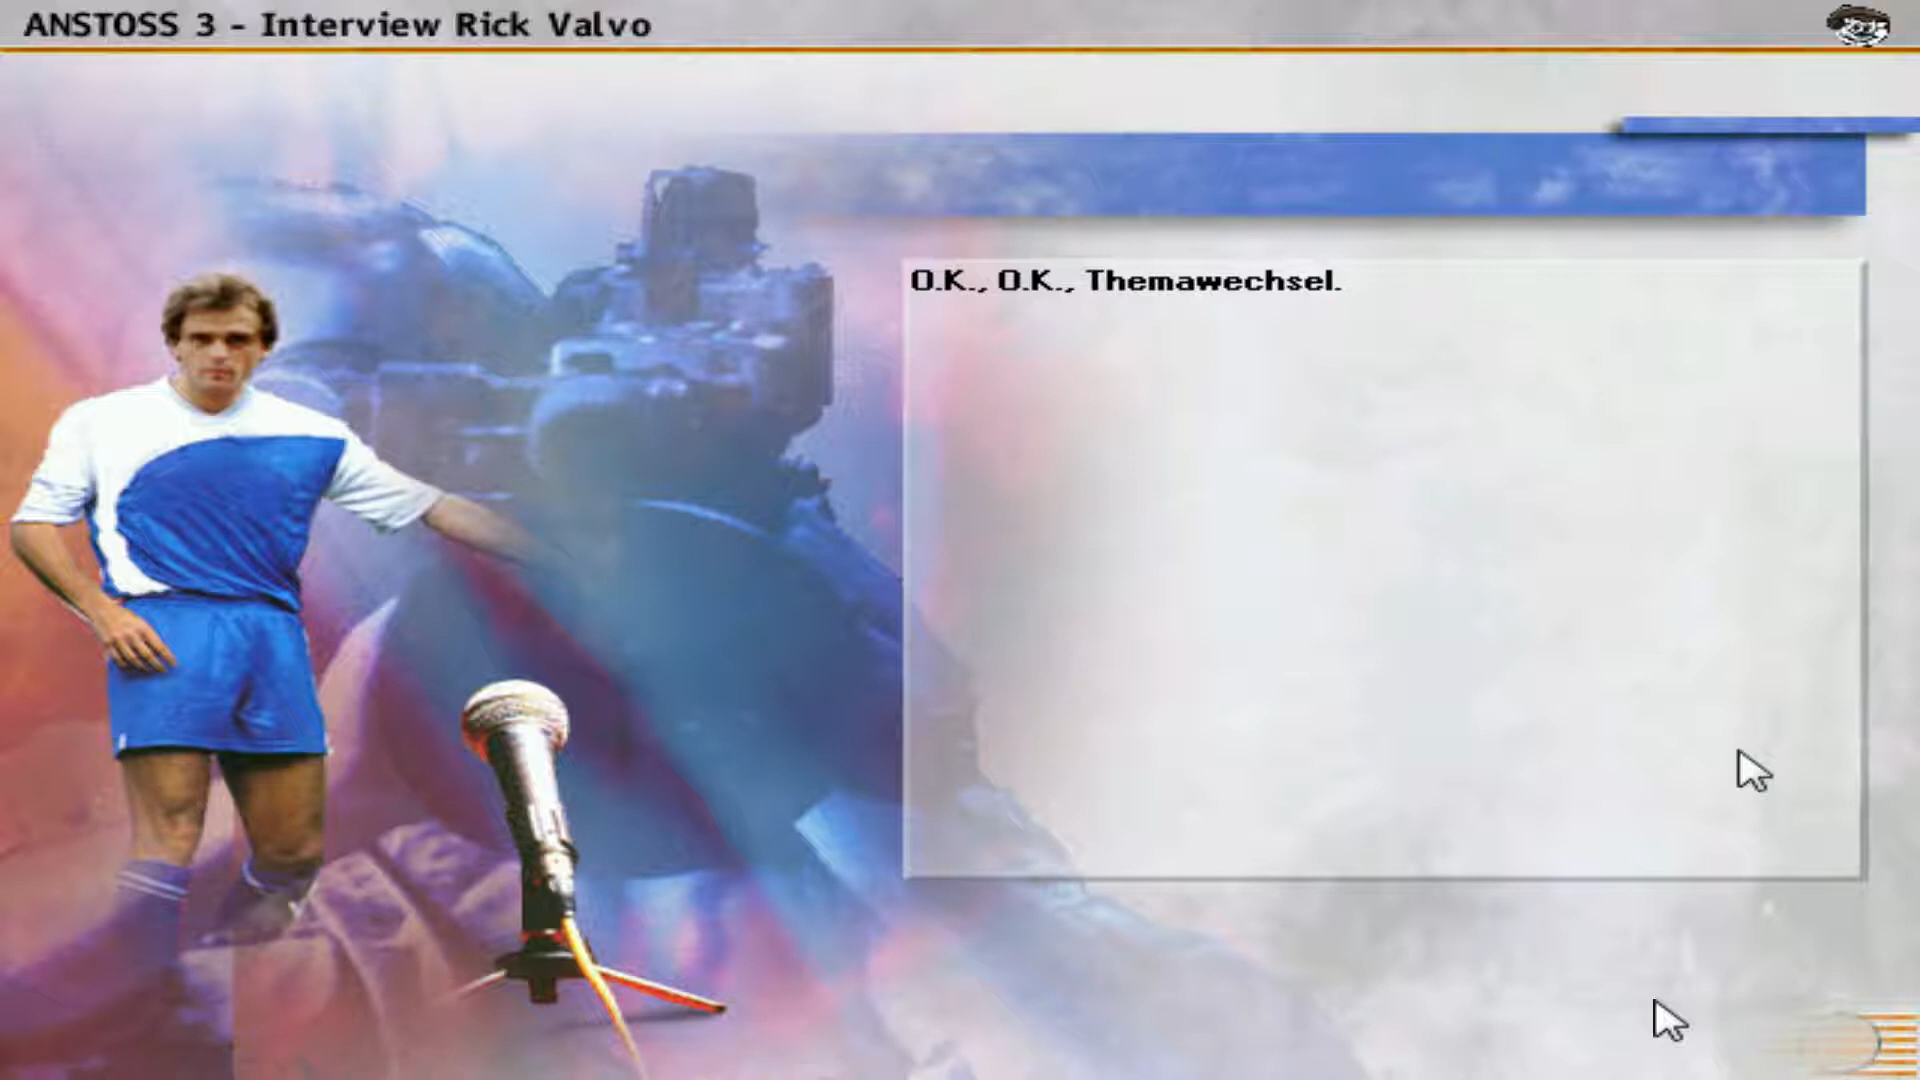 ANSTOSS 3 - Interview Rick Valvo
O.K., O.K., Themawechsel.